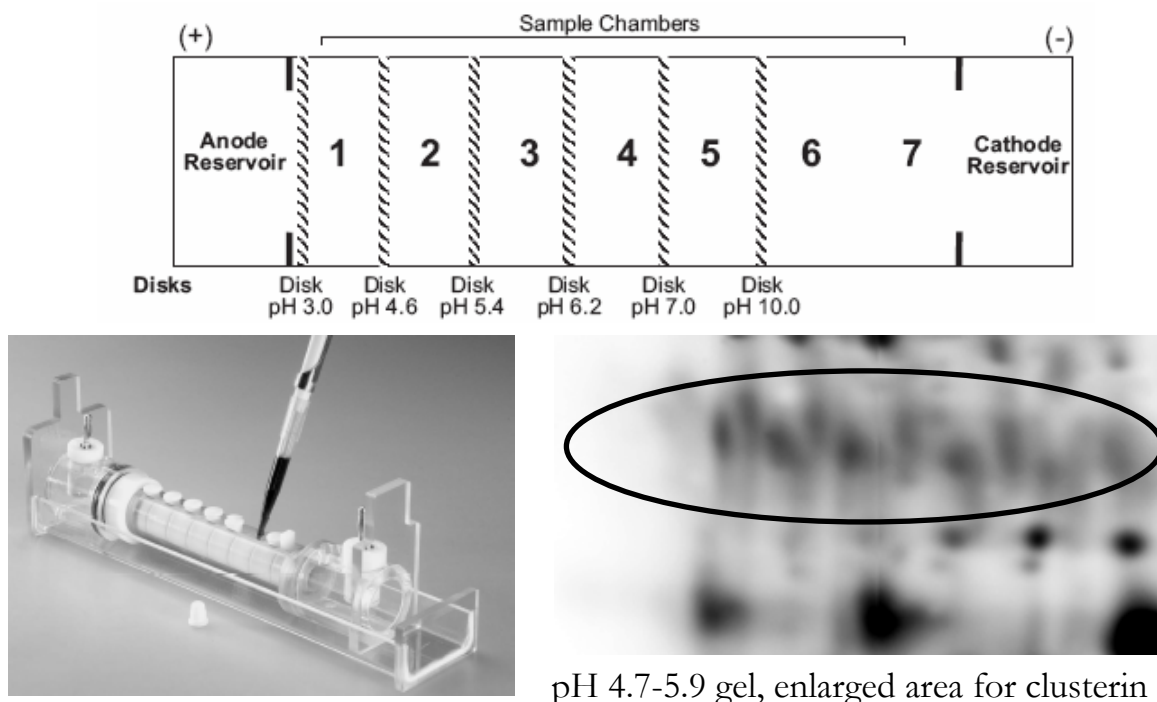 Sample Chambers
(+)
(-)
Anode
Reservoir
1
2
3
4
5
6
7
Cathode
Reservoir
Disks
Disk
pH 3.0
Disk
pH 4.6
Disk
pH 5.4
Disk
pH 6.2
Disk
pH 7.0
Disk
pH 10.0
pH 4.7-5.9 gel, enlarged area for clusterin